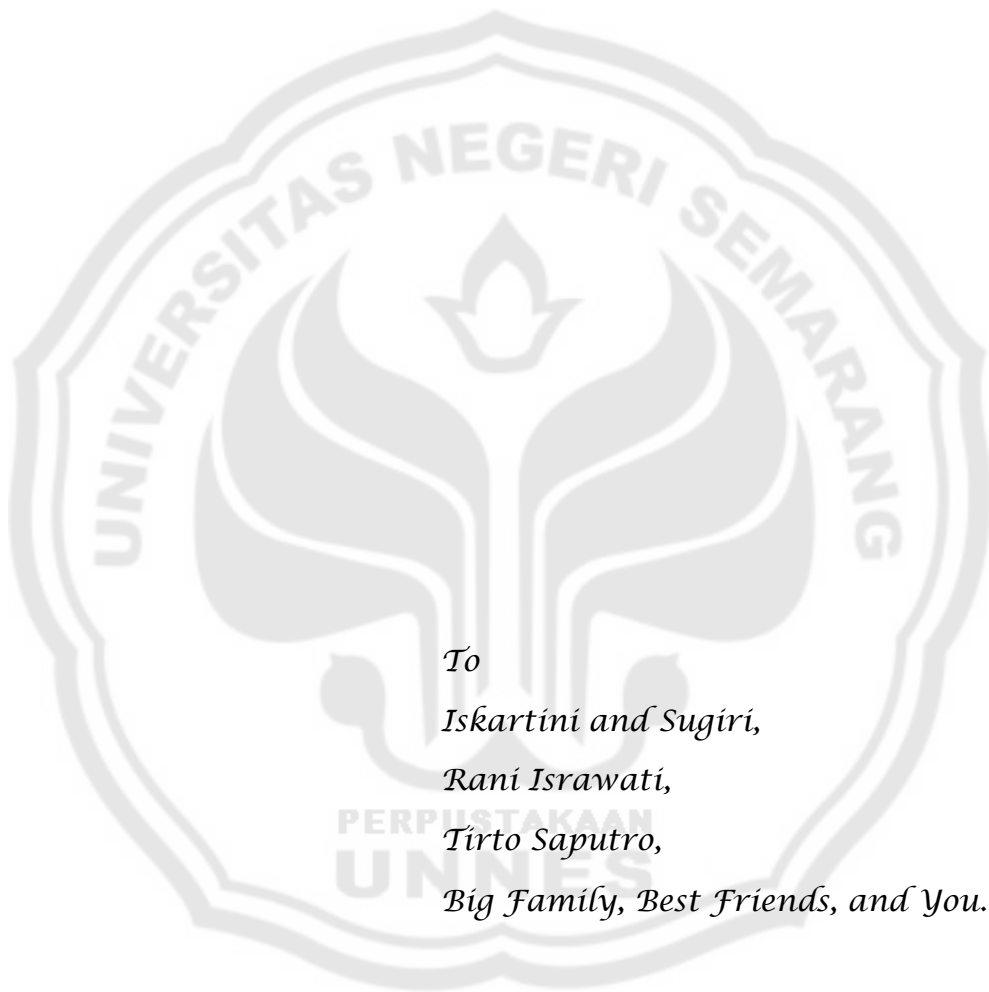 UNIVERSITAS NEGERI SEMARANG
To
Iskartini and Sugiri,
Rani Israwati,
PERPUSTAKAAN
Tirto Saputro,
UNNES
Big Family, Best Friends, and You.